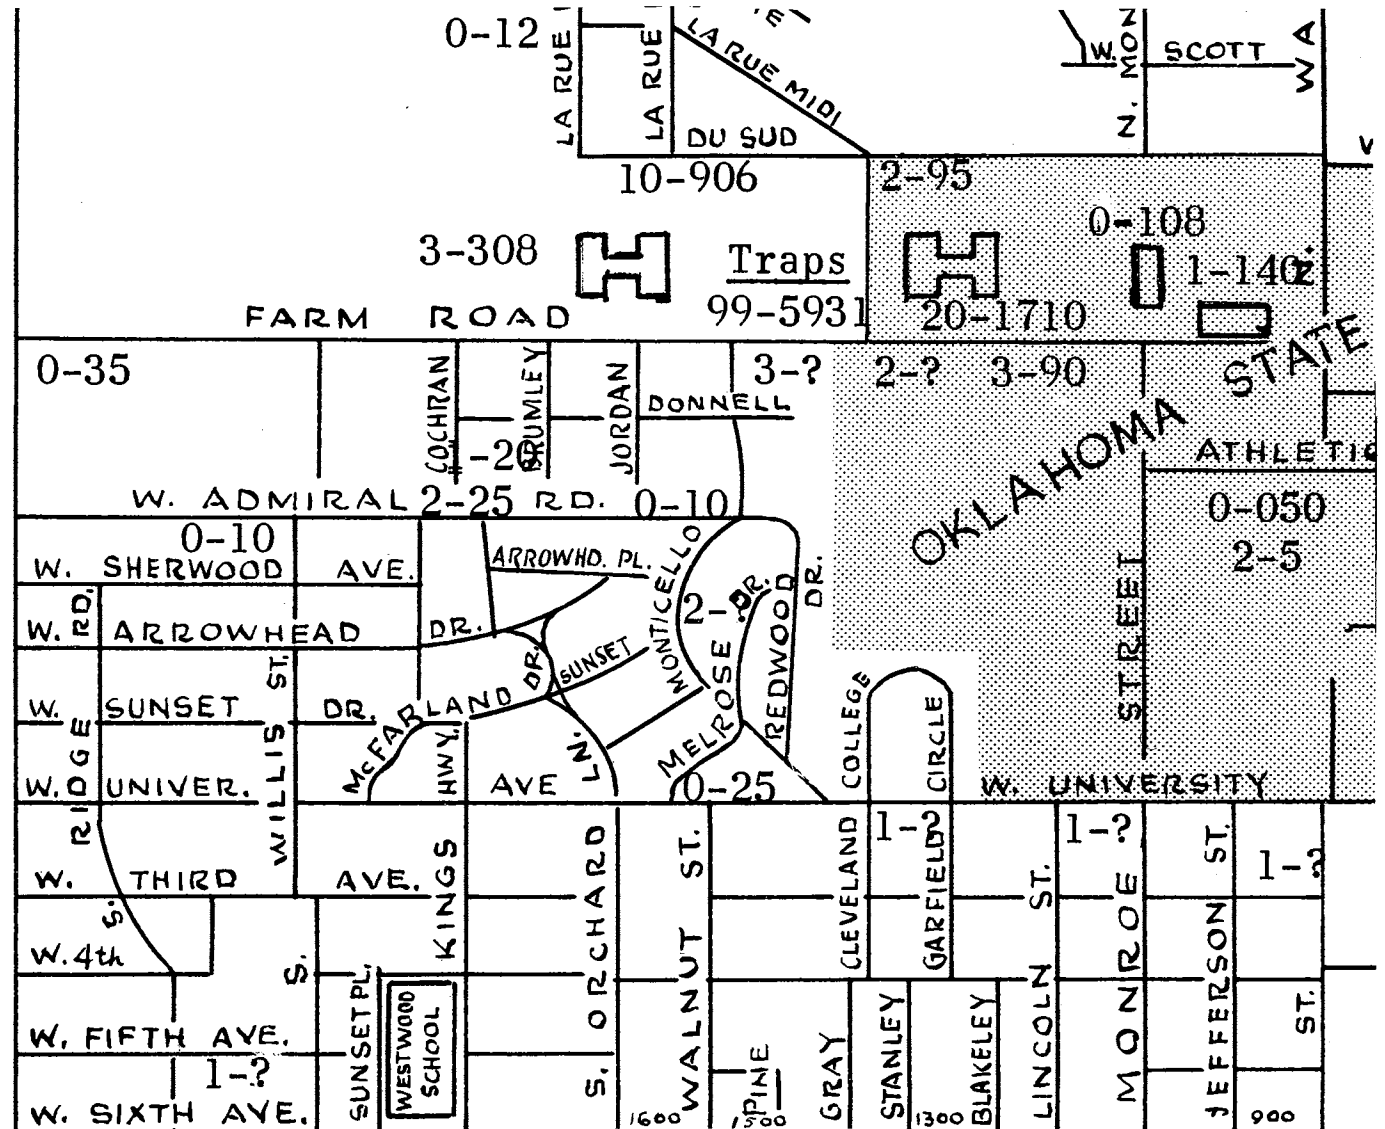 0-12
LA RUE
LA RUE
LA RUE MIDI
DU SUD
W.
N. MON
SCOTT
WA
10-906
2-95
0-108
3-308
Traps
1-140
N.
99-5931
20-1710
FARM ROAD
STATE
0-35
COCHRAN
BRUMLEY
JORDAN
3-?
2-?
3-90
DONNELL
OKLAHOMA
ATHLETIC
W. ADMIRAL
2-25
RD.
0-10
0-050
2-5
0-10
W. SHERWOOD AVE.
ARROWHD. PL.
MONTICELLO
DR.
REDWOOD
DR.
RD.
W. ARROWHEAD DR.
2-?
STREET
DR.
SUNSET
ST.
W. SUNSET DR.
McFARLAND
MELROSE
COLLEGE
CIRCLE
RIDGE
WILLIS
HWY.
LN.
W. UNIVER. AVE
0-25
W. UNIVERSITY
1-?
1-?
1-?
CLEVELAND
GARFIELD
ST.
ST.
ST.
W. THIRD AVE.
KINGS
S. ORCHARD
WALNUT
S.
W. 4th
S.
SUNSET PL.
WESTWOOD
SCHOOL
LINCOLN
MONROE
JEFFERSON
ST.
W. FIFTH AVE.
1-?
PINE
GRAY
STANLEY
BLAKELEY
W. SIXTH AVE.
1600
1500
1300
900